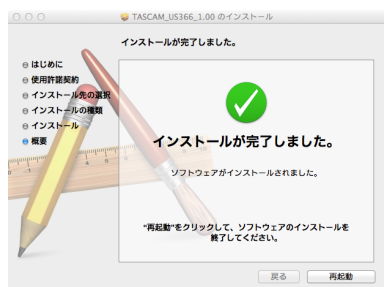 TASCAM_US366_1.00 のインストール
インストールが完了しました。
はじめに
使用許諾契約
インストール先の選択
インストールの種類
インストール
概要
インストールが完了しました。
ソフトウェアがインストールされました。
"再起動"をクリックして、ソフトウェアのインストールを
終了してください。
戻る
再起動